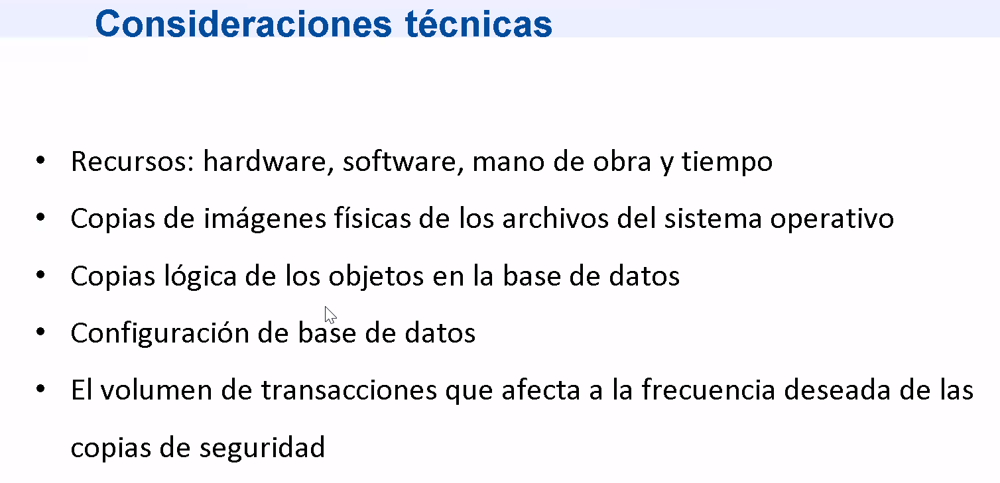 Consideraciones técnicas
• Recursos: hardware, software, mano de obra y tiempo
• Copias de imágenes físicas de los archivos del sistema operativo
• Copias lógica de los objetos en la base de datos
• Configuración de base de datos
• El volumen de transacciones que afecta a la frecuencia deseada de las
copias de seguridad